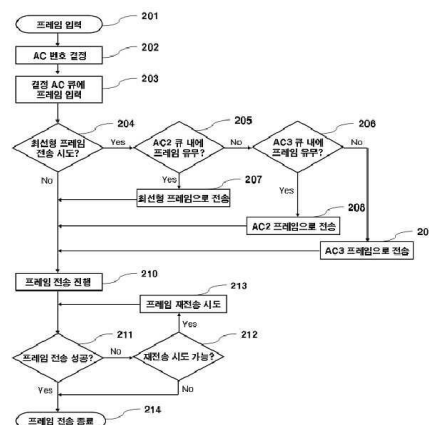 프레임 입력
201
AC 번호 결정
202
결정 AC 큐에
프레임 입력
203
최선형 프레임
전송 시도?
204
Yes
No
AC2 큐 내에
프레임 유무?
205
No
Yes
AC3 큐 내에
프레임 유무?
206
No
Yes
207
최선형 프레임으로 전송
208
AC2 프레임으로 전송
20
AC3 프레임으로 전송
프레임 전송 진행
210
213
프레임 재전송 시도
Yes
프레임 전송 성공?
211
No
Yes
재전송 시도 가능?
212
No
프레임 전송 종료
214